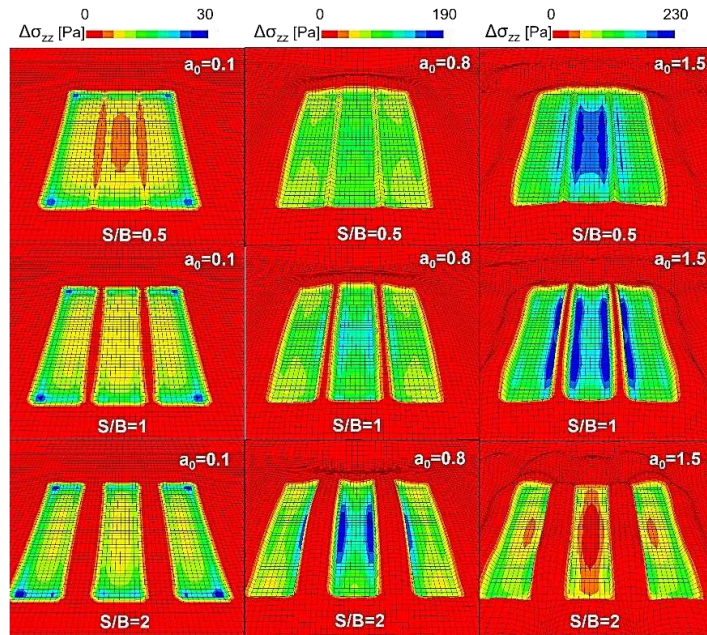 Δσzz [Pa] 0 30
Δσzz [Pa] 0 190
Δσzz [Pa] 0 230
a₀=0.1
S/B=0.5
a₀=0.8
S/B=0.5
a₀=1.5
S/B=0.5
a₀=0.1
S/B=1
a₀=0.8
S/B=1
a₀=1.5
S/B=1
a₀=0.1
S/B=2
a₀=0.8
S/B=2
a₀=1.5
S/B=2